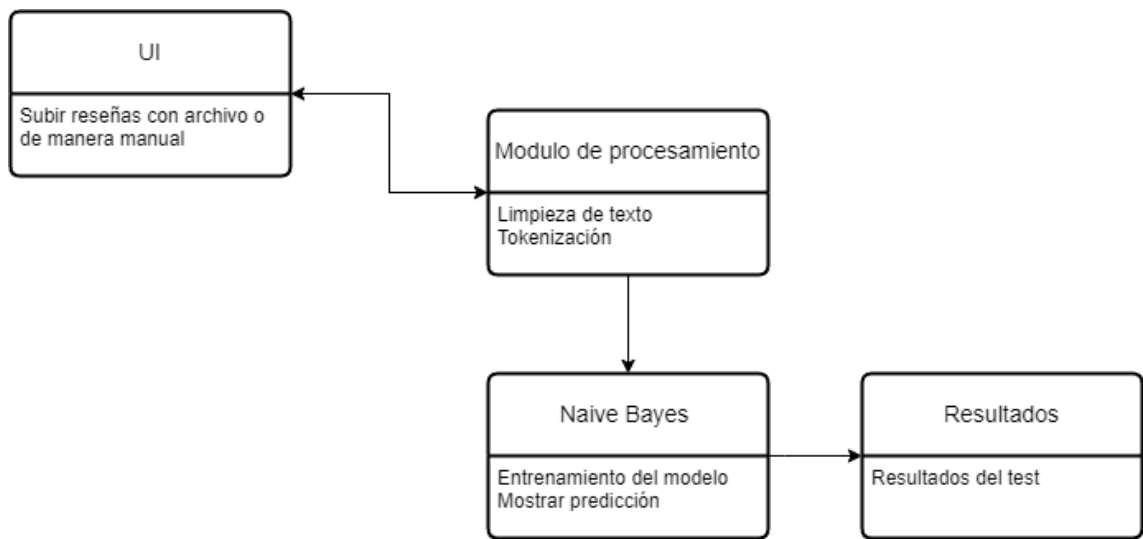 UI
Subir reseñas con archivo o
de manera manual
Modulo de procesamiento
Limpieza de texto
Tokenización
Naive Bayes
Entrenamiento del modelo
Mostrar predicción
Resultados
Resultados del test